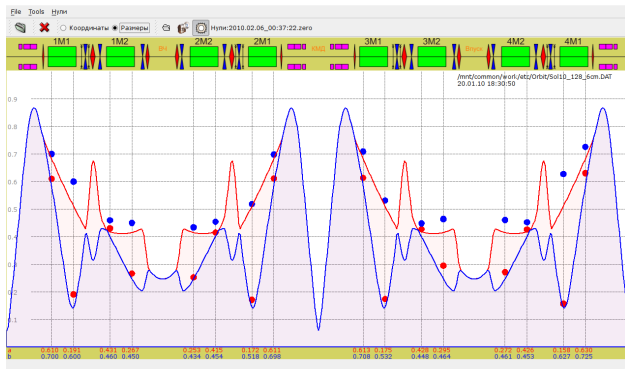 File Tools Нули
Координаты Размеры Нули:2010.02.06_00:37:22.zero
1M1 1M2 ВЧ 2M2 2M1 КМД 3M1 3M2 Впуск 4M2 4M1
/mnt/common/work/etc/Orbit/Sol10_128_6cm.DAT
20.01.10 18:30:50
0.9
0.8
0.7
0.6
0.5
0.4
0.3
0.2
0.1
a 0.610 0.191 0.431 0.267 0.253 0.415 0.172 0.611 0.613 0.175 0.428 0.295 0.272 0.426 0.158 0.630
b 0.700 0.600 0.460 0.450 0.434 0.454 0.518 0.698 0.708 0.532 0.448 0.464 0.461 0.453 0.627 0.725